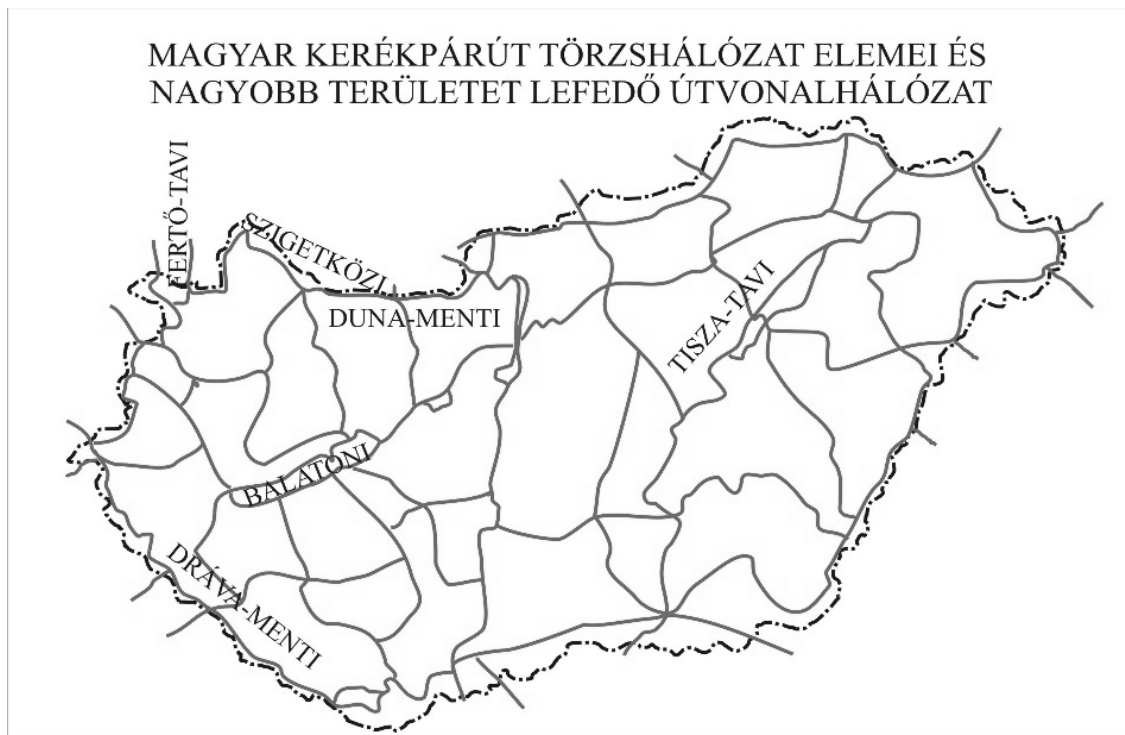 MAGYAR KERÉKPÁRÚT TÖRZSHÁLÓZAT ELEMEI ÉS
NAGYOBB TERÜLETET LEFEDŐ ÚTVONALHÁLÓZAT
FERTŐ-TAVI
SZIGETKÖZI
DUNA-MENTI
TISZA-TAVI
BALATONI
DRÁVA-MENTI